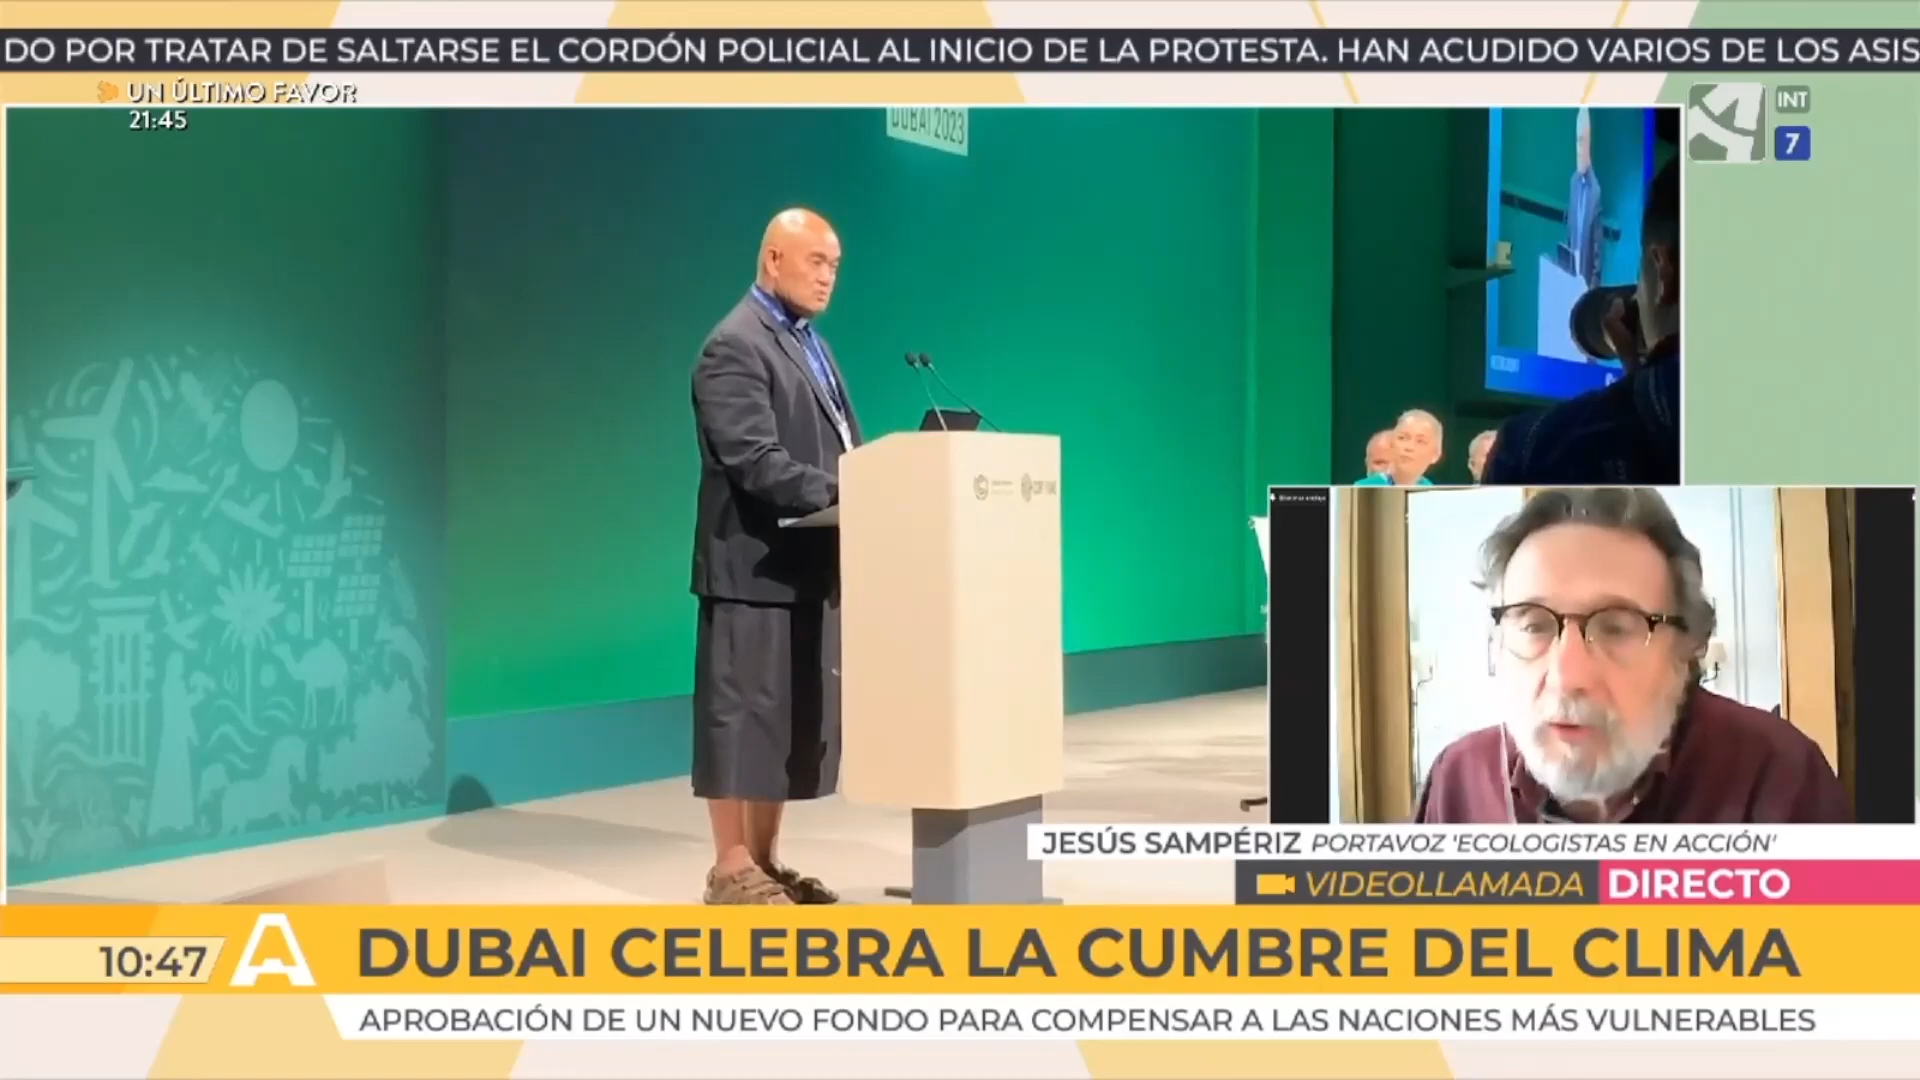 DO POR TRATAR DE SALTARSE EL CORDÓN POLICIAL AL INICIO DE LA PROTESTA. HAN ACUDIDO VARIOS DE LOS ASIS
UN ÚLTIMO FAVOR
21:45
INT
7
DUBAI 2023
JESÚS SAMPÉRIZ PORTAVOZ 'ECOLOGISTAS EN ACCIÓN'
VIDEOLLAMADA DIRECTO
10:47 A DUBAI CELEBRA LA CUMBRE DEL CLIMA
APROBACIÓN DE UN NUEVO FONDO PARA COMPENSAR A LAS NACIONES MÁS VULNERABLES